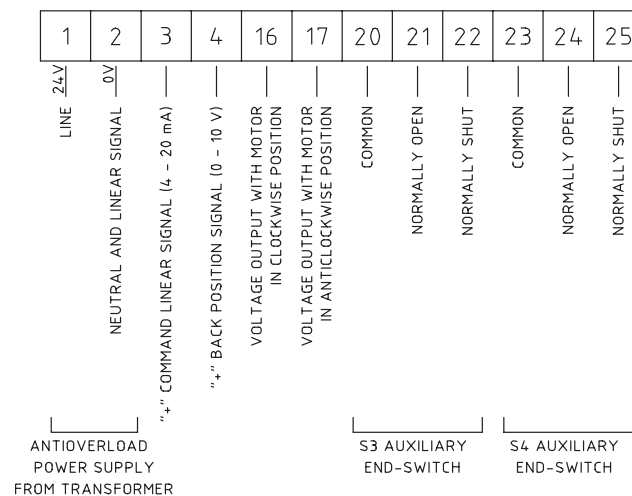 1 2 3 4 16 17 20 21 22 23 24 25
24V
LINE
0V
NEUTRAL AND LINEAR SIGNAL
"+" COMMAND LINEAR SIGNAL (4 - 20 mA)
"+" BACK POSITION SIGNAL (0 - 10 V)
VOLTAGE OUTPUT WITH MOTOR
IN CLOCKWISE POSITION
VOLTAGE OUTPUT WITH MOTOR
IN ANTICLOCKWISE POSITION
COMMON
NORMALLY OPEN
NORMALLY SHUT
COMMON
NORMALLY OPEN
NORMALLY SHUT
ANTIOVERLOAD
POWER SUPPLY
FROM TRANSFORMER
S3 AUXILIARY
END-SWITCH
S4 AUXILIARY
END-SWITCH